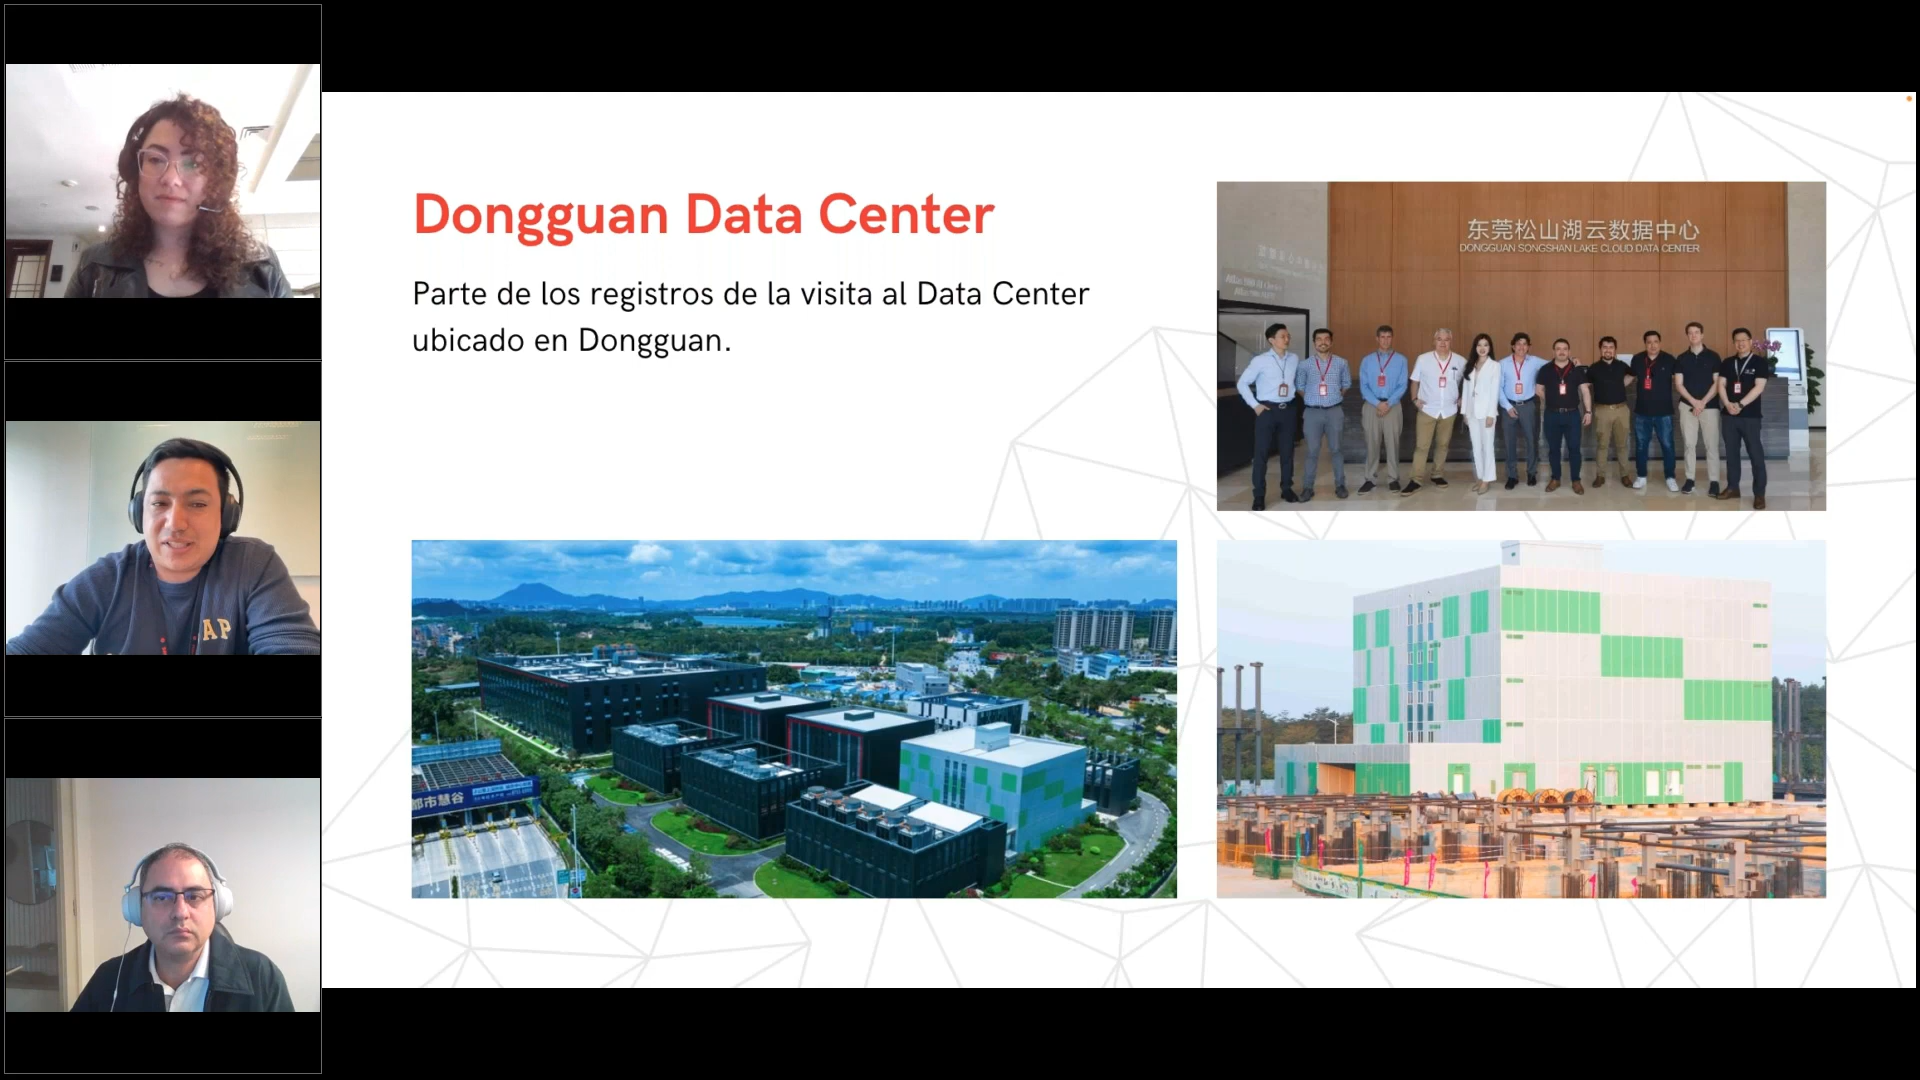 Dongguan Data Center
Parte de los registros de la visita al Data Center
ubicado en Dongguan.
东莞松山湖云数据中心
DONGGUAN SONGSHAN LAKE CLOUD DATA CENTER
都市慧谷
AP